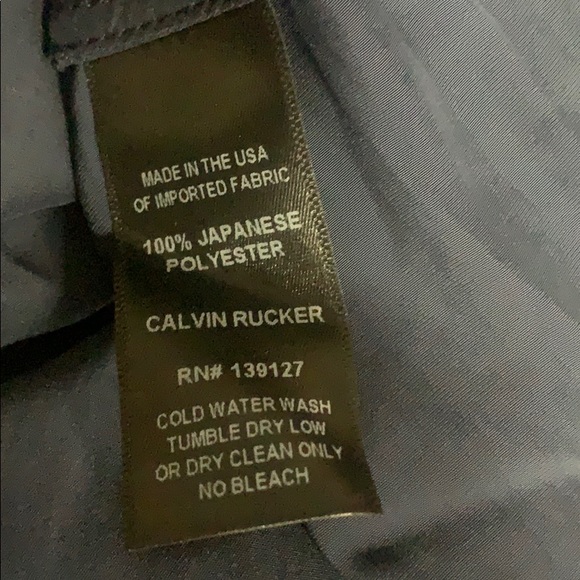 MADE IN THE USA
OF IMPORTED FABRIC
100% JAPANESE
POLYESTER
CALVIN RUCKER
RN# 139127
COLD WATER WASH
TUMBLE DRY LOW
OR DRY CLEAN ONLY
NO BLEACH